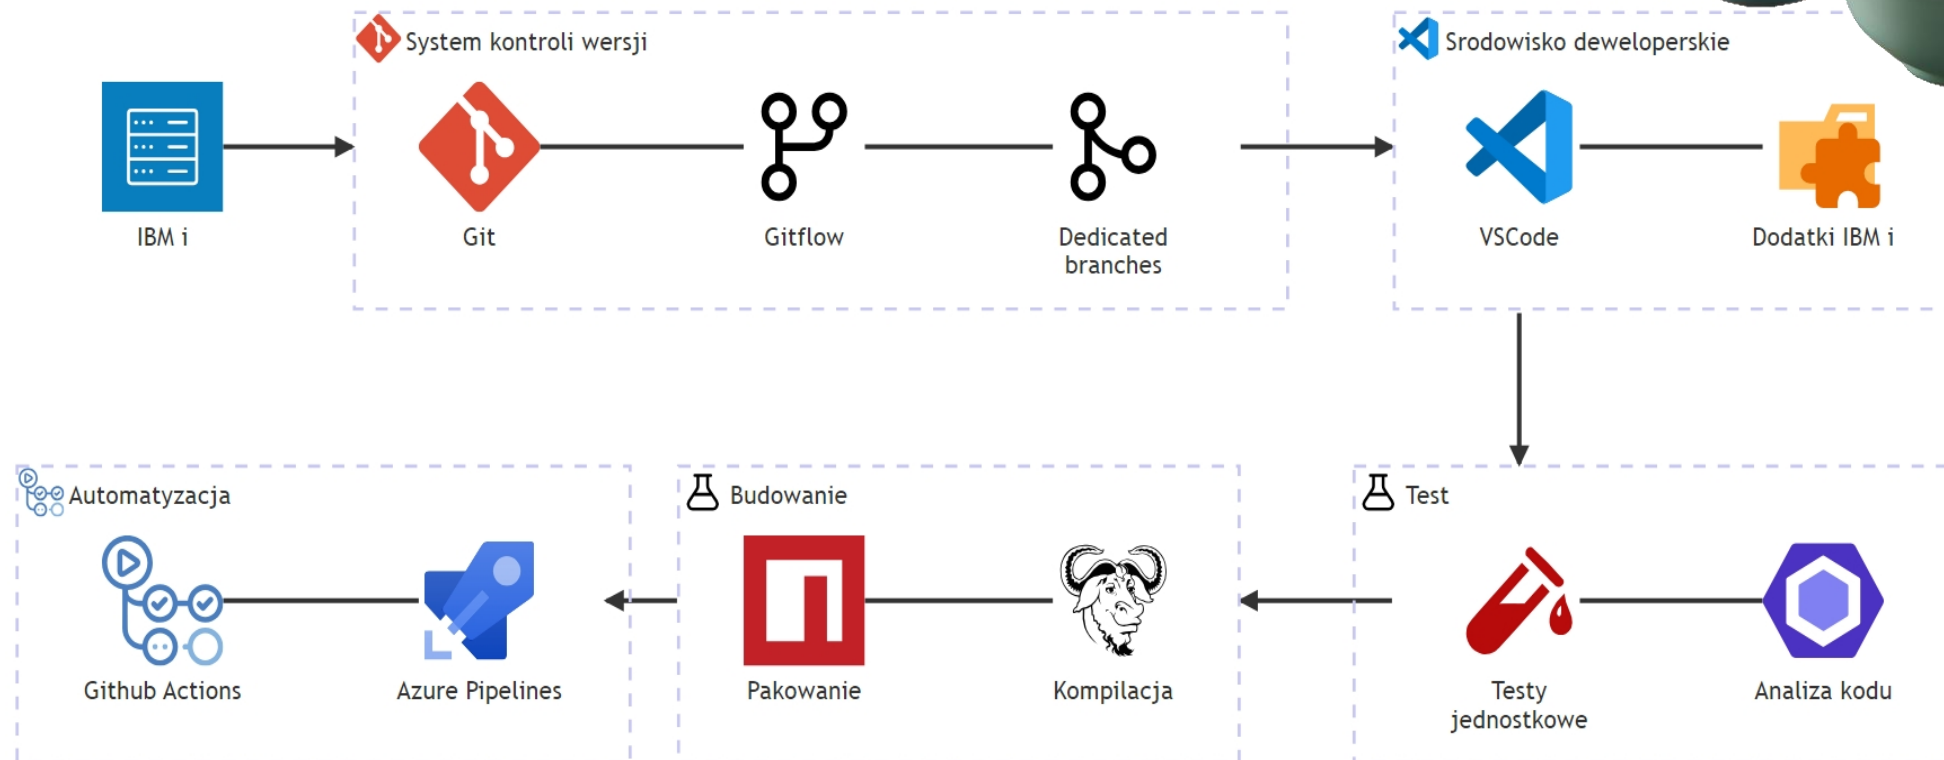 System kontroli wersji
Srodowisko deweloperskie
IBM i
Git
Gitflow
Dedicated
branches
VSCode
Dodatki IBM i
Automatyzacja
Budowanie
Test
Github Actions
Azure Pipelines
Pakowanie
Kompilacja
Testy
jednostkowe
Analiza kodu